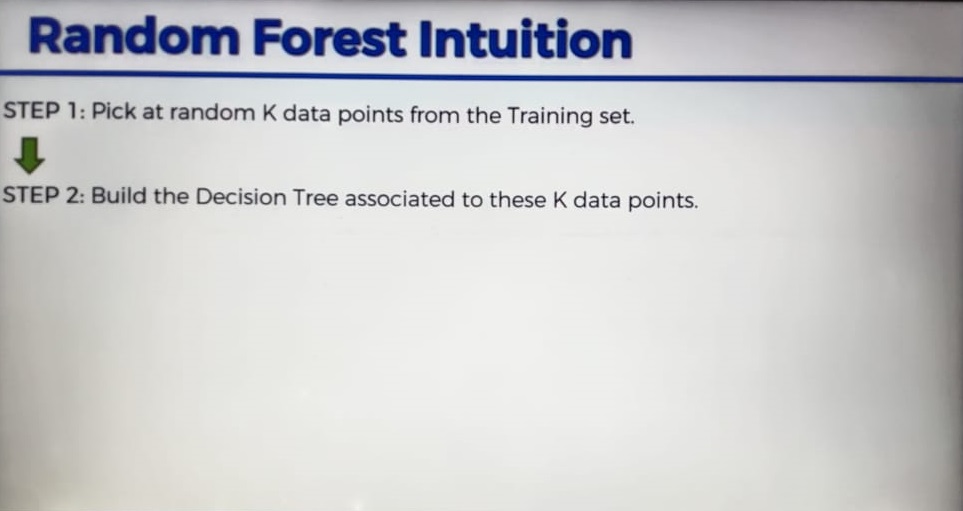 Random Forest Intuition
STEP 1: Pick at random K data points from the Training set.
STEP 2: Build the Decision Tree associated to these K data points.